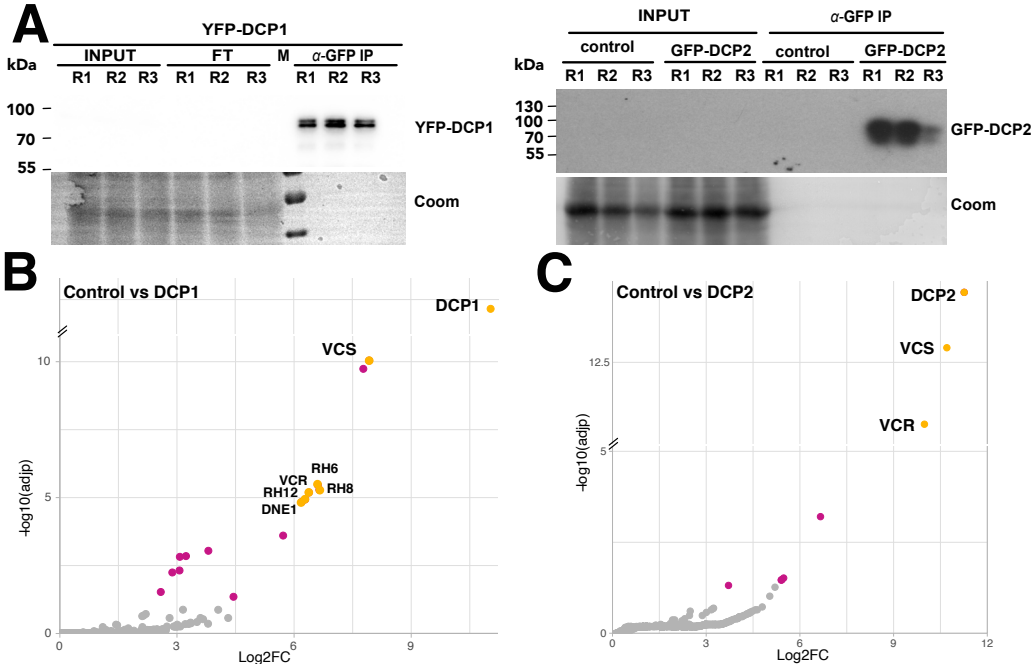 A
YFP-DCP1
INPUT FT M α-GFP IP
kDa
R1 R2 R3 R1 R2 R3 R1 R2 R3
100
70
55
YFP-DCP1
Coom
INPUT α-GFP IP
control GFP-DCP2 control GFP-DCP2
kDa
R1 R2 R3 R1 R2 R3 R1 R2 R3 R1 R2 R3
130
100
70
55
GFP-DCP2
Coom
B
Control vs DCP1
DCP1
VCS
RH6
VCR
RH8
RH12
DNE1
10
5
0
-log10(adjp)
0 3 6 9
Log2FC
C
Control vs DCP2
DCP2
VCS
VCR
12.5
5
0
-log10(adjp)
0 3 6 9 12
Log2FC